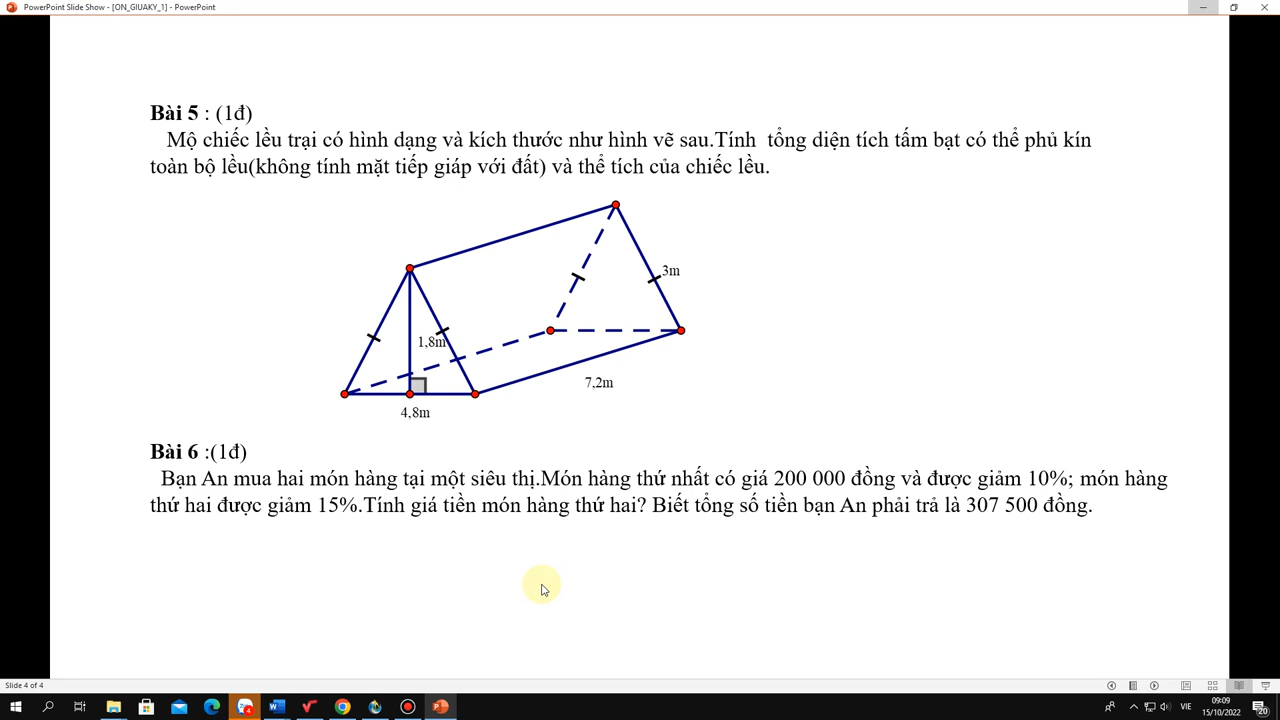 PowerPoint Slide Show - [ON_GIUAKY_1] - PowerPoint
Bài 5 : (1đ)
Mộ chiếc lều trại có hình dạng và kích thước như hình vẽ sau.Tính tổng diện tích tấm bạt có thể phủ kín
toàn bộ lều(không tính mặt tiếp giáp với đất) và thể tích của chiếc lều.
3m
1,8m
7,2m
4,8m
Bài 6 :(1đ)
Bạn An mua hai món hàng tại một siêu thị.Món hàng thứ nhất có giá 200 000 đồng và được giảm 10%; món hàng
thứ hai được giảm 15%.Tính giá tiền món hàng thứ hai? Biết tổng số tiền bạn An phải trả là 307 500 đồng.
Slide 4 of 4
VIE
09:09
15/10/2022
20